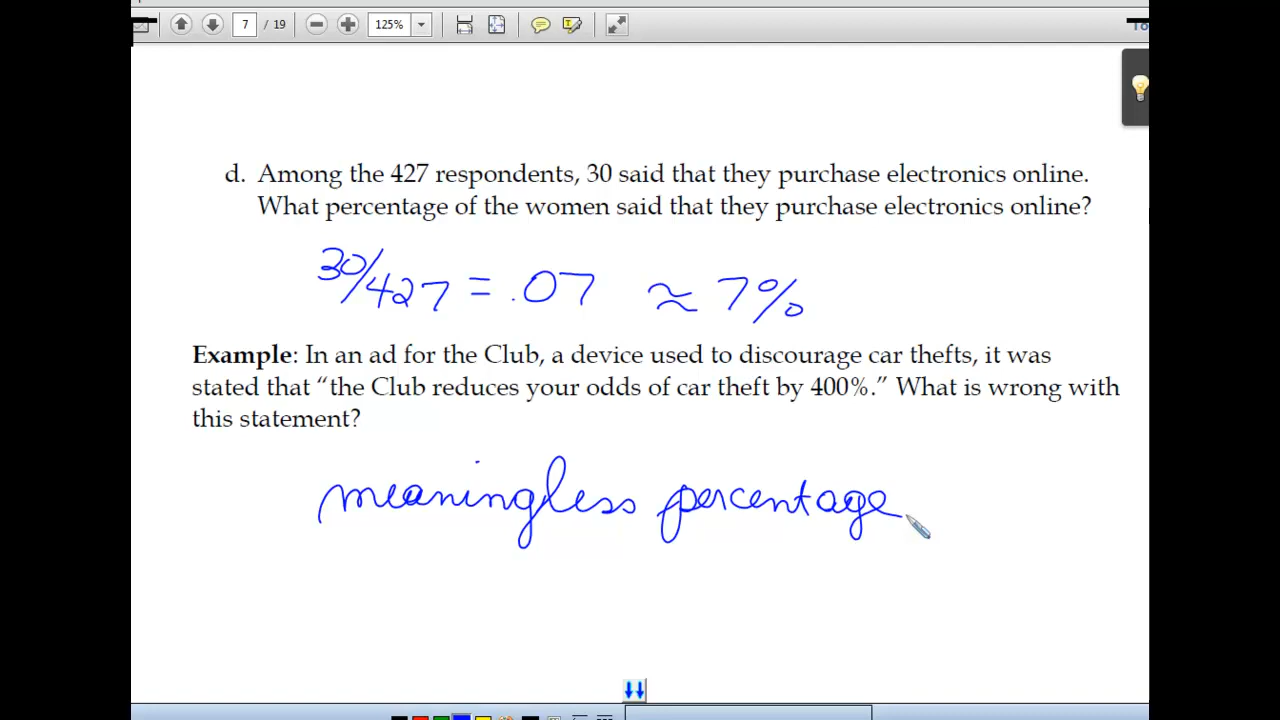 7 / 19 125%
To
d. Among the 427 respondents, 30 said that they purchase electronics online.
What percentage of the women said that they purchase electronics online?
30/427 = .07 ≈ 7%
Example: In an ad for the Club, a device used to discourage car thefts, it was
stated that “the Club reduces your odds of car theft by 400%.” What is wrong with
this statement?
meaningless percentage